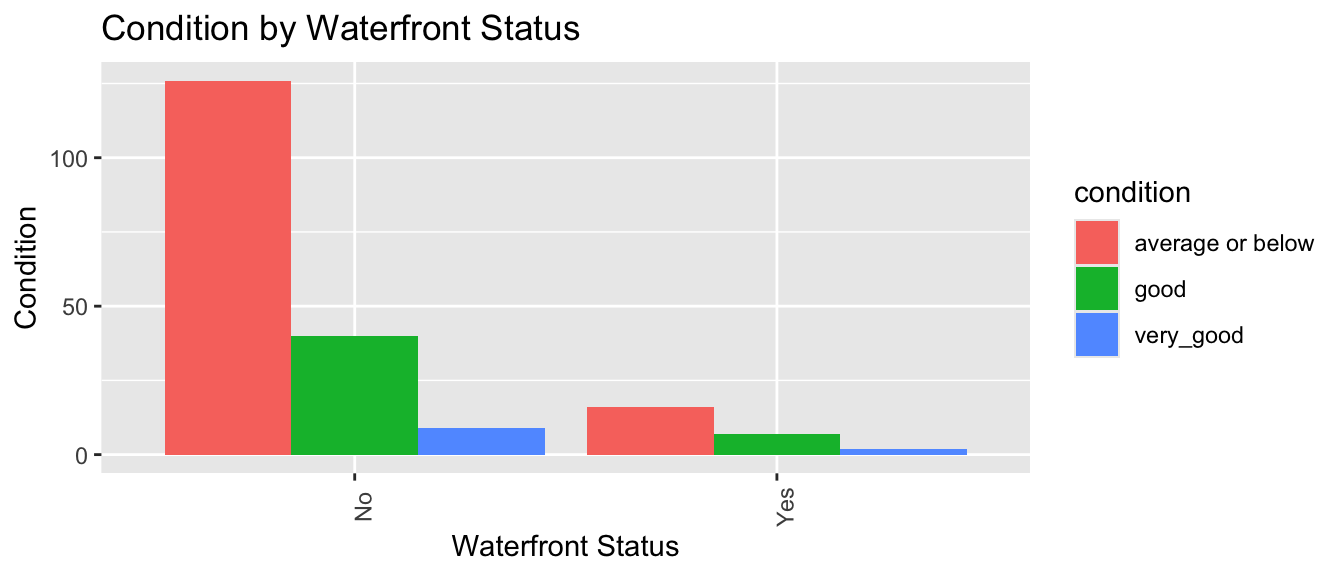 Condition by Waterfront Status
Condition
100
50
0
No
Yes
Waterfront Status
condition
average or below
good
very_good